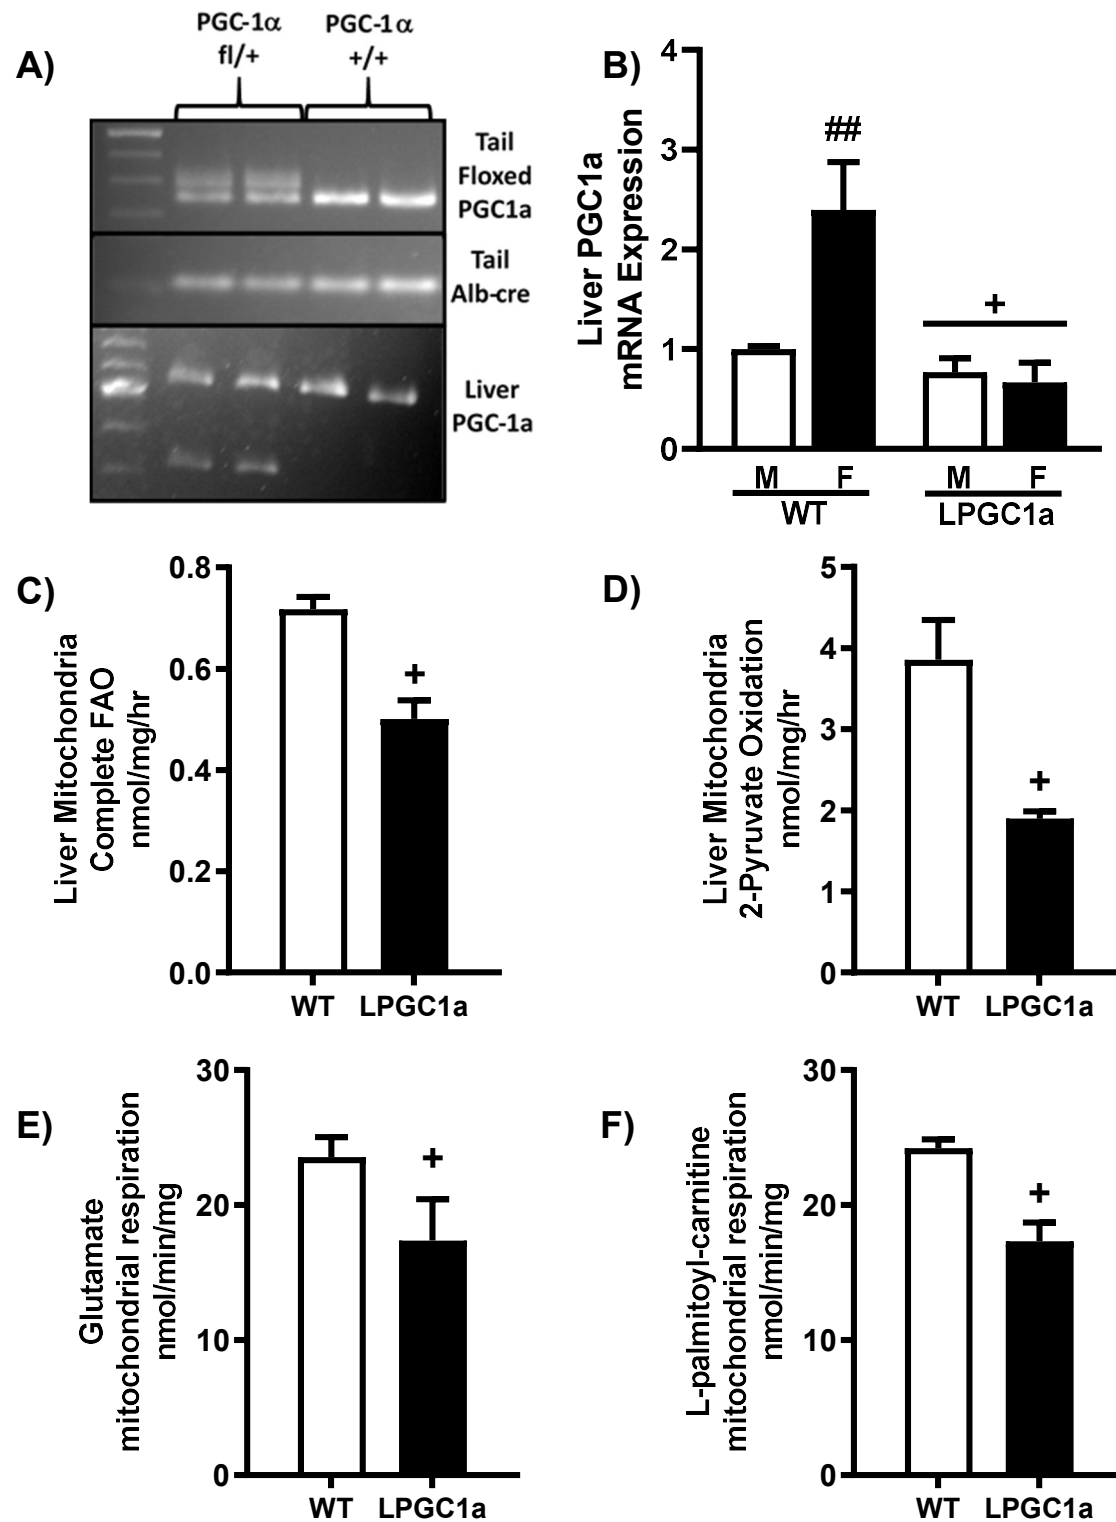 A)
PGC-1α
fl/+
PGC-1α
+/+
Tail
Floxed
PGC1a
Tail
Alb-cre
Liver
PGC-1a
B)
Liver PGC1a
mRNA Expression
4
3
2
1
0
##
+
M
F
M
F
WT
LPGC1a
C)
Liver Mitochondria
Complete FAO
nmol/mg/hr
0.8
0.6
0.4
0.2
0.0
+
WT
LPGC1a
D)
Liver Mitochondria
2-Pyruvate Oxidation
nmol/mg/hr
5
4
3
2
1
0
+
WT
LPGC1a
E)
Glutamate
mitochondrial respiration
nmol/min/mg
30
20
10
0
+
WT
LPGC1a
F)
L-palmitoyl-carnitine
mitochondrial respiration
nmol/min/mg
30
20
10
0
+
WT
LPGC1a